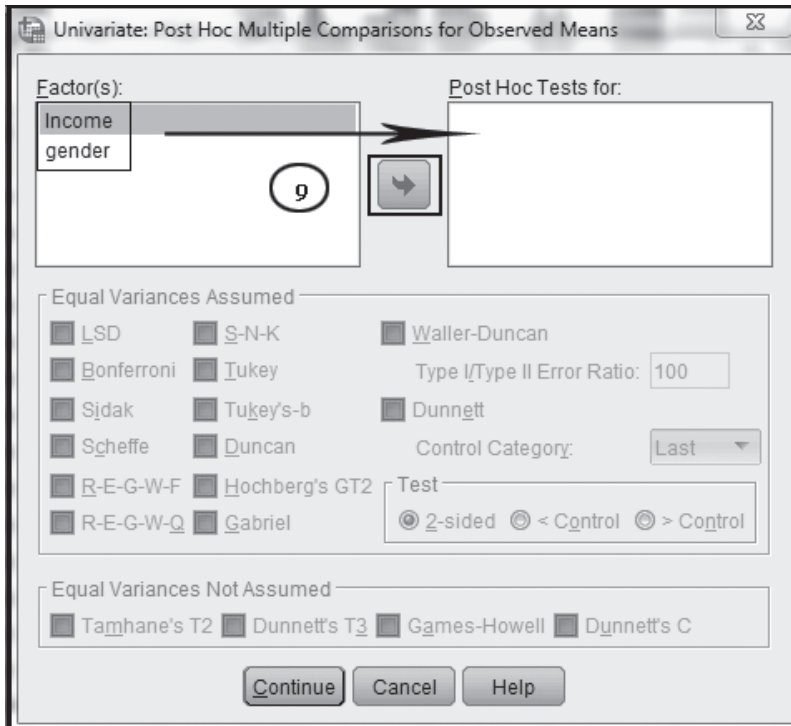 Univariate: Post Hoc Multiple Comparisons for Observed Means
Factor(s):
Post Hoc Tests for:
Income
gender
9
Equal Variances Assumed
LSD
S-N-K
Waller-Duncan
Bonferroni
Tukey
Type I/Type II Error Ratio: 100
Sidak
Tukey's-b
Dunnett
Scheffe
Duncan
Control Category: Last
R-E-G-W-F
Hochberg's GT2
Test
R-E-G-W-Q
Gabriel
2-sided
< Control
> Control
Equal Variances Not Assumed
Tamhane's T2
Dunnett's T3
Games-Howell
Dunnett's C
Continue
Cancel
Help